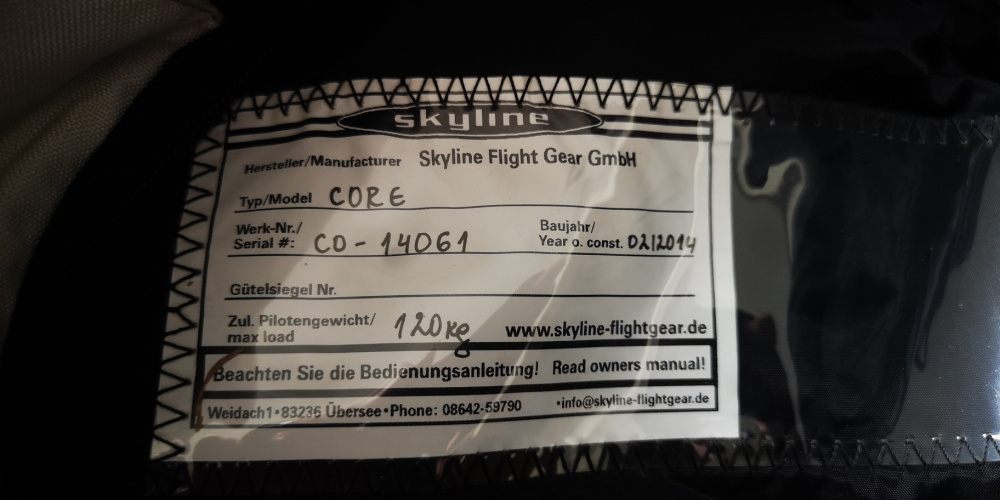 skyline
Hersteller/Manufacturer Skyline Flight Gear GmbH
Typ/Model CORE
Werk-Nr./ Baujahr/
Serial #: CO-14061 Year o. const. 02/2014
Gütelsiegel Nr.
Zul. Pilotengewicht/
max load 120kg www.skyline-flightgear.de
Beachten Sie die Bedienungsanleitung! Read owners manual!
Weidach1•83236 Übersee•Phone: 08642-59790 •info@skyline-flightgear.de